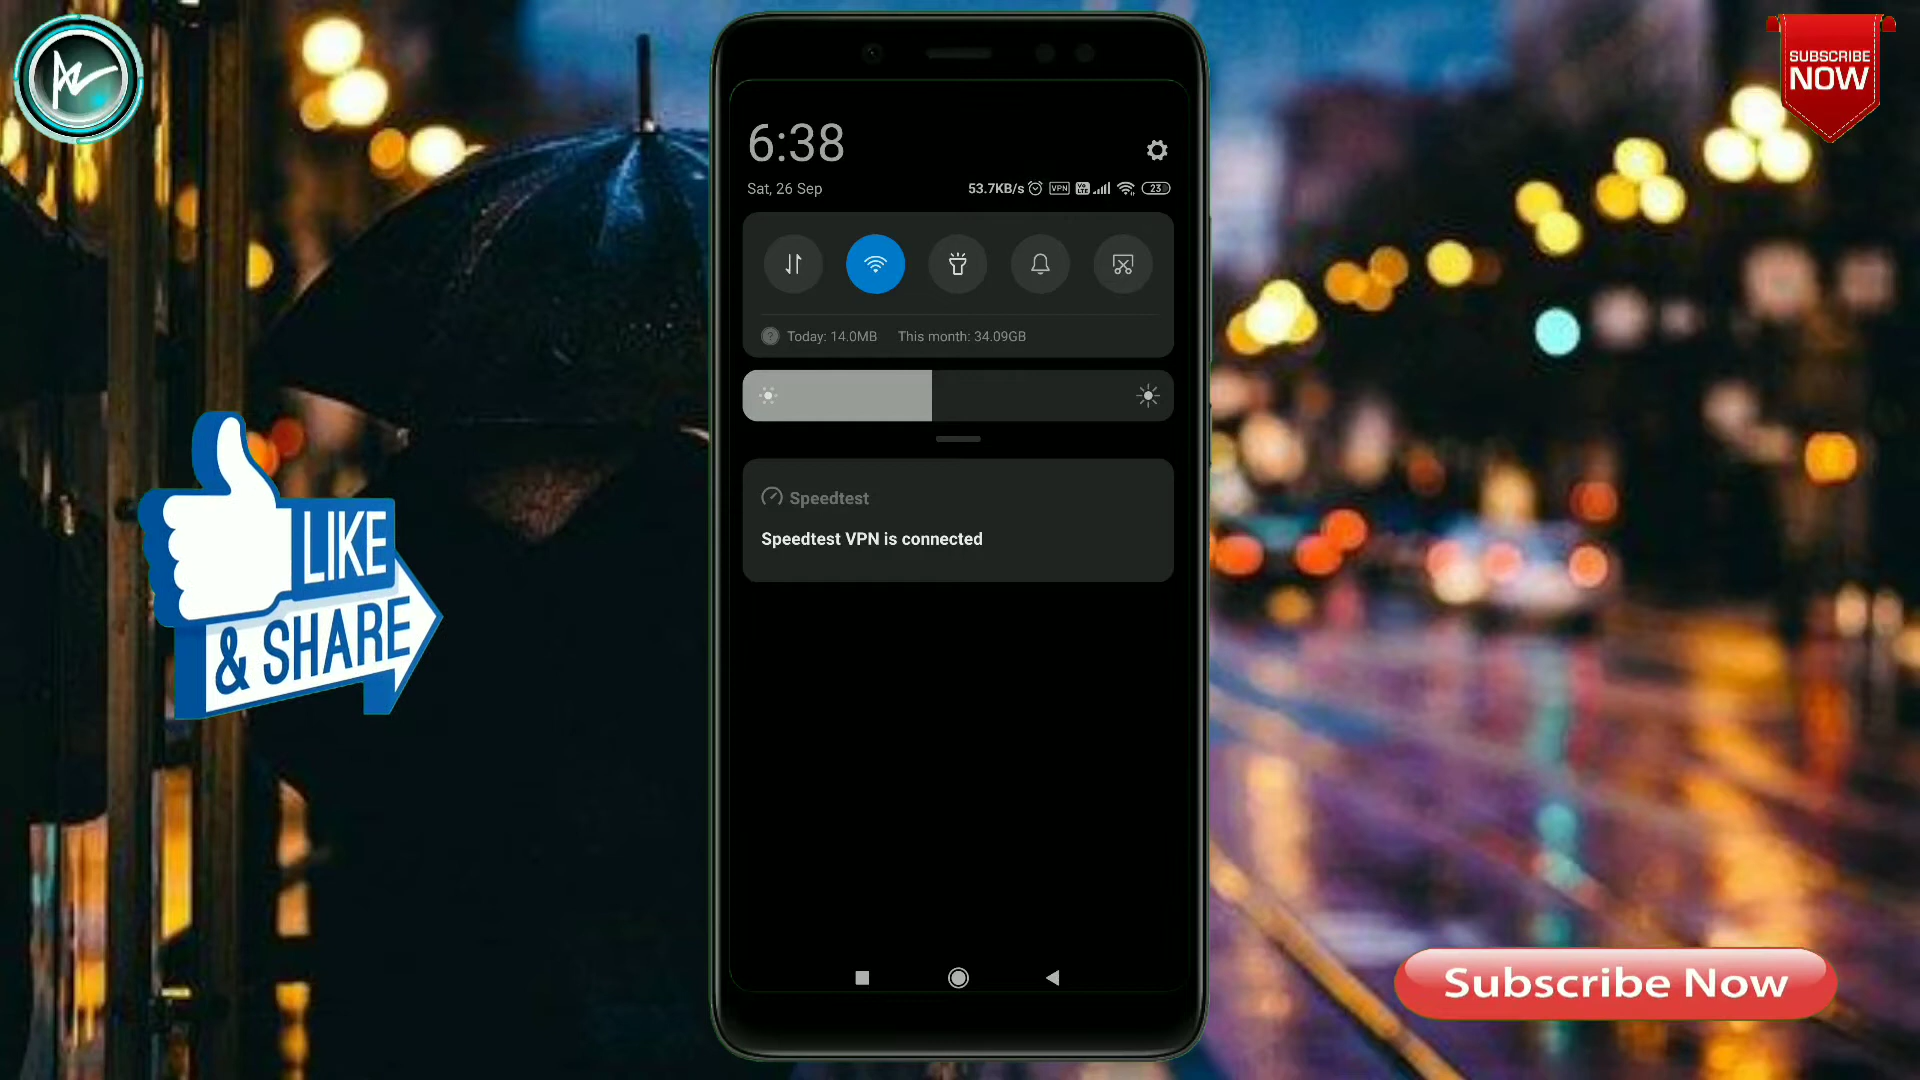 SUBSCRIBE
NOW
6:38
Sat, 26 Sep
53.7KB/s VPN 23
Today: 14.0MB This month: 34.09GB
Speedtest
Speedtest VPN is connected
LIKE
& SHARE
Subscribe Now